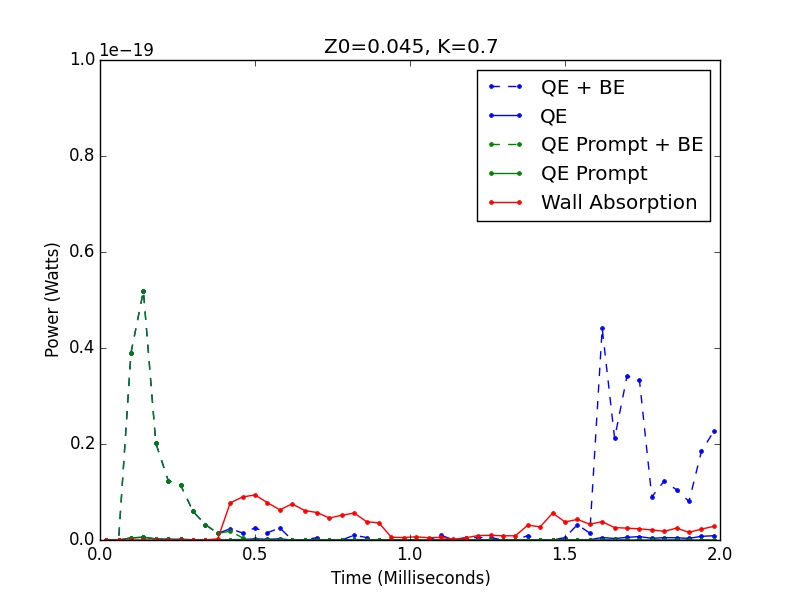 Z0=0.045, K=0.7
1e−19
1.0
0.8
0.6
0.4
0.2
0.0
Power (Watts)
QE + BE
QE
QE Prompt + BE
QE Prompt
Wall Absorption
0.0 0.5 1.0 1.5 2.0
Time (Milliseconds)